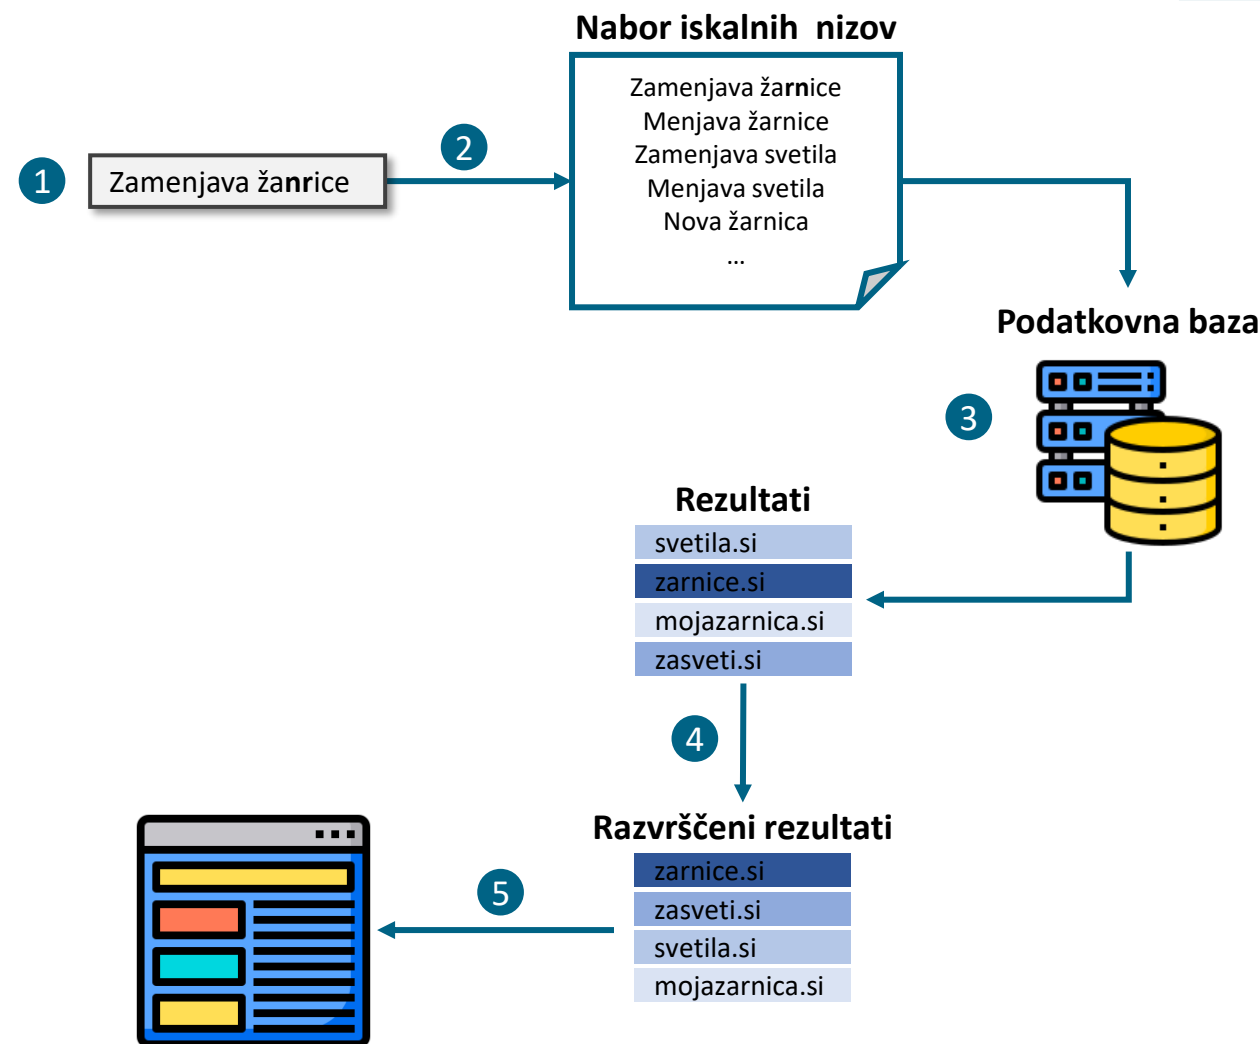 Nabor iskalnih nizov
Zamenjava žarnice
Menjava žarnice
Zamenjava svetila
Menjava svetila
Nova žarnica
...
1
Zamenjava žanrice
2
Podatkovna baza
3
Rezultati
svetila.si
zarnice.si
mojazarnica.si
zasveti.si
4
Razvrščeni rezultati
zarnice.si
zasveti.si
svetila.si
mojazarnica.si
5